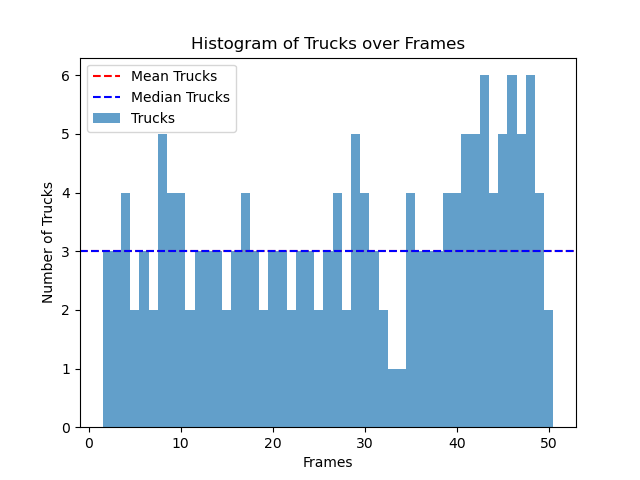 Histogram of Trucks over Frames
Mean Trucks
Median Trucks
Trucks
Number of Trucks
6
5
4
3
2
1
0
0 10 20 30 40 50
Frames